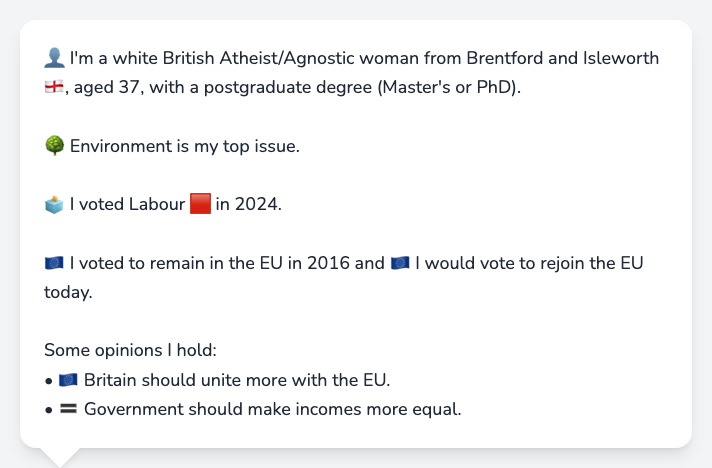 👤 I'm a white British Atheist/Agnostic woman from Brentford and Isleworth
🏴󠁧󠁢󠁥󠁮󠁧󠁿, aged 37, with a postgraduate degree (Master's or PhD).
🌳 Environment is my top issue.
🗳️ I voted Labour 🟥 in 2024.
🇪🇺 I voted to remain in the EU in 2016 and 🇪🇺 I would vote to rejoin the EU
today.
Some opinions I hold:
• 🇪🇺 Britain should unite more with the EU.
• 🟰 Government should make incomes more equal.